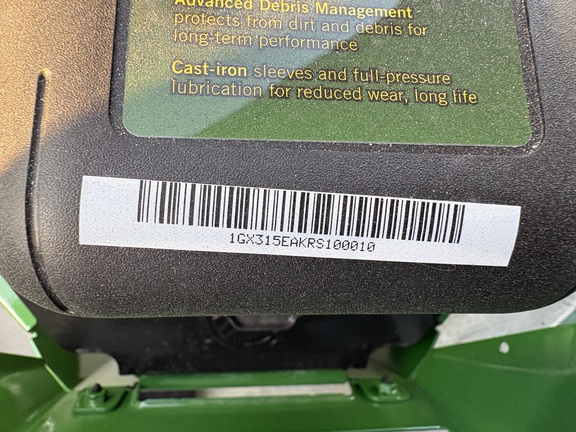 Advanced Debris Management
protects from dirt and debris for
long-term performance
Cast-iron sleeves and full-pressure
lubrication for reduced wear, long life
1GX315EAKRS100010